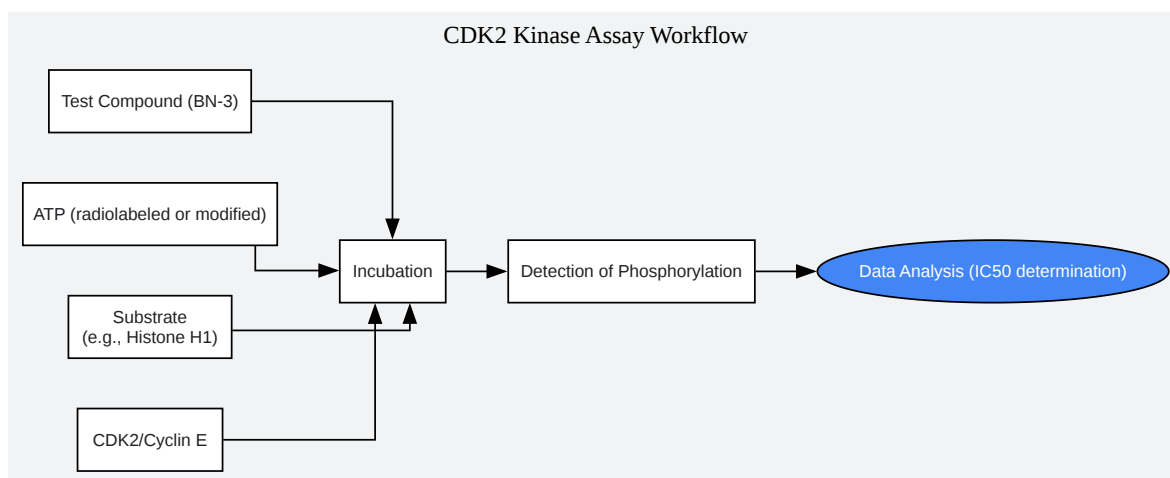 CDK2 Kinase Assay Workflow
Test Compound (BN-3)
ATP (radiolabeled or modified)
Substrate
(e.g., Histone H1)
CDK2/Cyclin E
Incubation
Detection of Phosphorylation
Data Analysis (IC50 determination)